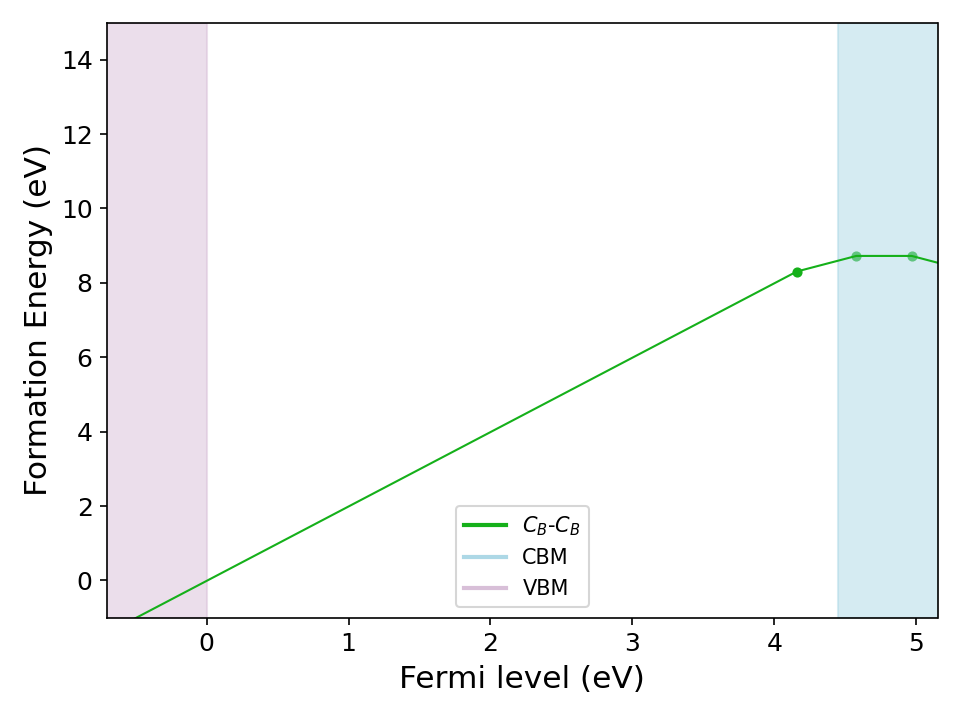 Formation Energy (eV)
14
12
10
8
6
4
2
0
C_B-C_B
CBM
VBM
0 1 2 3 4 5
Fermi level (eV)